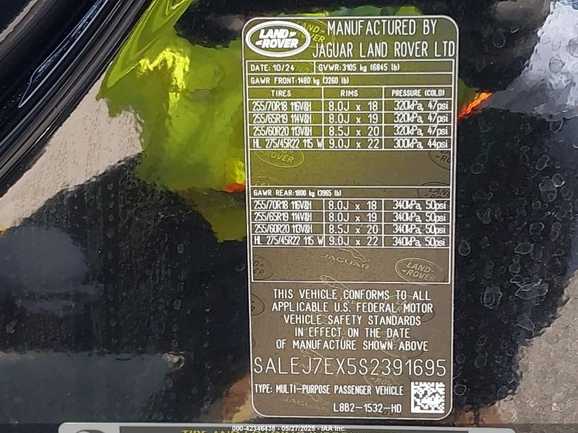 LAND ROVER
MANUFACTURED BY
JAGUAR LAND ROVER LTD
DATE: 10/24 GVWR: 3105 kg (6845 lb)
GAWR FRONT: 1480 kg (3260 lb)
TIRES RIMS PRESSURE (COLD)
255/70R18 116V&H 8.0J x 18 320kPa, 47psi
255/65R19 114V&H 8.0J x 19 320kPa, 47psi
255/60R20 113V&H 8.5J x 20 320kPa, 47psi
HL 275/45R22 115 W 9.0J x 22 300kPa, 44psi
GAWR REAR: 1800 kg (3965 lb)
255/70R18 116V&H 8.0J x 18 340kPa, 50psi
255/65R19 114V&H 8.0J x 19 340kPa, 50psi
255/60R20 113V&H 8.5J x 20 340kPa, 50psi
HL 275/45R22 115 W 9.0J x 22 340kPa, 50psi
JAGUAR
LAND ROVER
THIS VEHICLE CONFORMS TO ALL
APPLICABLE U.S. FEDERAL MOTOR
VEHICLE SAFETY STANDARDS
IN EFFECT ON THE DATE
OF MANUFACTURE SHOWN ABOVE
SALEJ7EX5S2391695
TYPE: MULTI-PURPOSE PASSENGER VEHICLE
L8B2-1532-HD